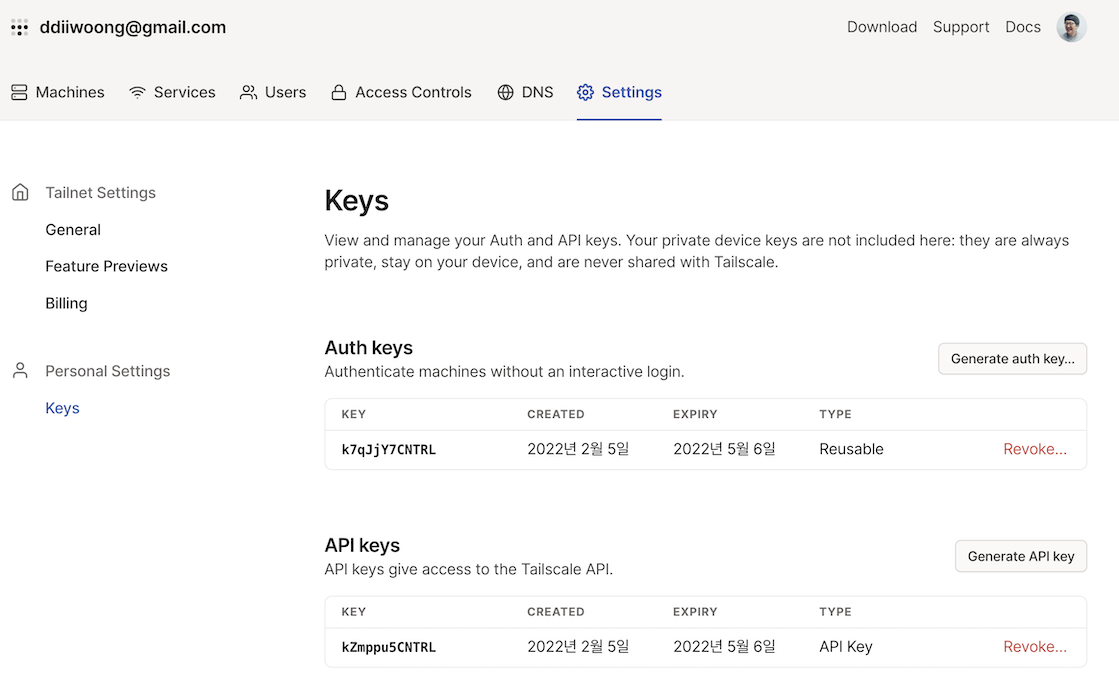 ddiiwoong@gmail.com
Download Support Docs
Machines Services Users Access Controls DNS Settings
Tailnet Settings
General
Feature Previews
Billing
Personal Settings
Keys
Keys
View and manage your Auth and API keys. Your private device keys are not included here: they are always
private, stay on your device, and are never shared with Tailscale.
Auth keys
Authenticate machines without an interactive login.
Generate auth key...
KEY CREATED EXPIRY TYPE
k7qJjY7CNTRL 2022년 2월 5일 2022년 5월 6일 Reusable Revoke...
API keys
API keys give access to the Tailscale API.
Generate API key
KEY CREATED EXPIRY TYPE
kZmppu5CNTRL 2022년 2월 5일 2022년 5월 6일 API Key Revoke...